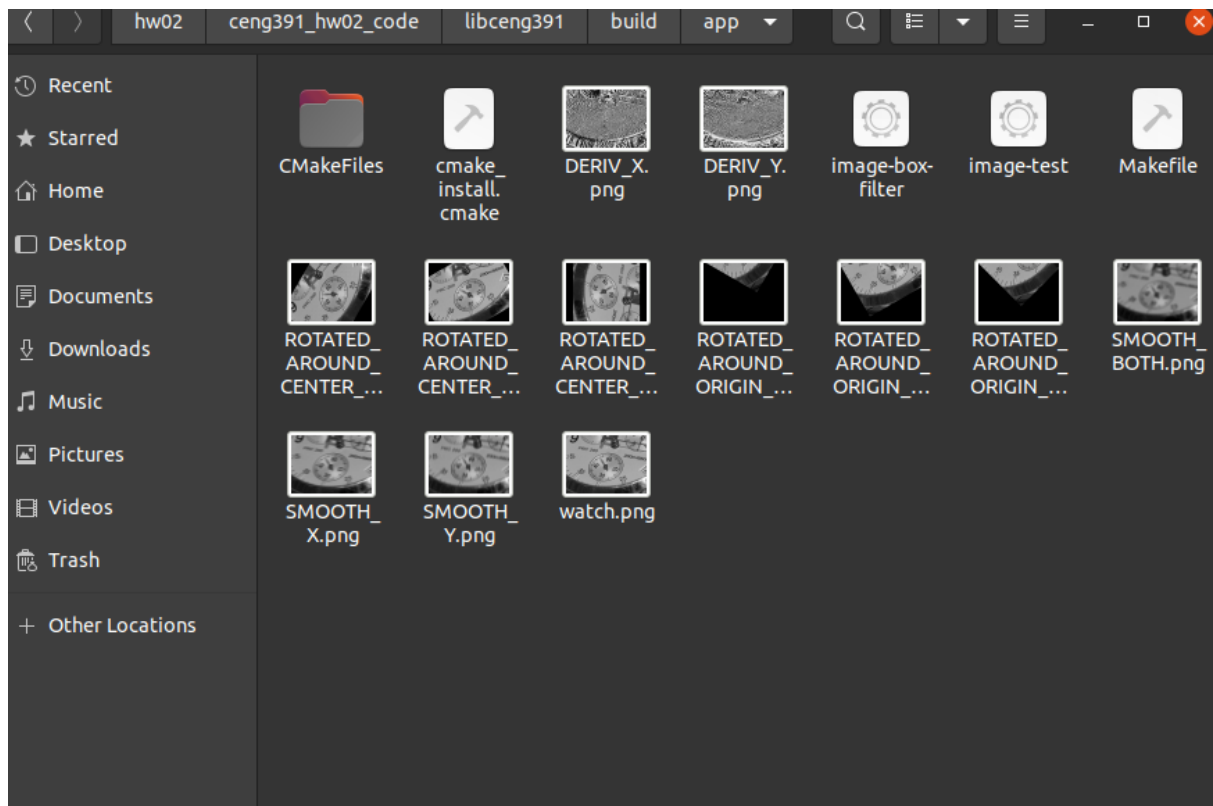 hw02 ceng391_hw02_code libceng391 build app
Recent
Starred
Home
Desktop
Documents
Downloads
Music
Pictures
Videos
Trash
Other Locations
CMakeFiles
cmake_
install.
cmake
DERIV_X.
png
DERIV_Y.
png
image-box-
filter
image-test
Makefile
ROTATED_
AROUND_
CENTER_...
ROTATED_
AROUND_
CENTER_...
ROTATED_
AROUND_
CENTER_...
ROTATED_
AROUND_
ORIGIN_...
ROTATED_
AROUND_
ORIGIN_...
ROTATED_
AROUND_
ORIGIN_...
SMOOTH_
BOTH.png
SMOOTH_
X.png
SMOOTH_
Y.png
watch.png